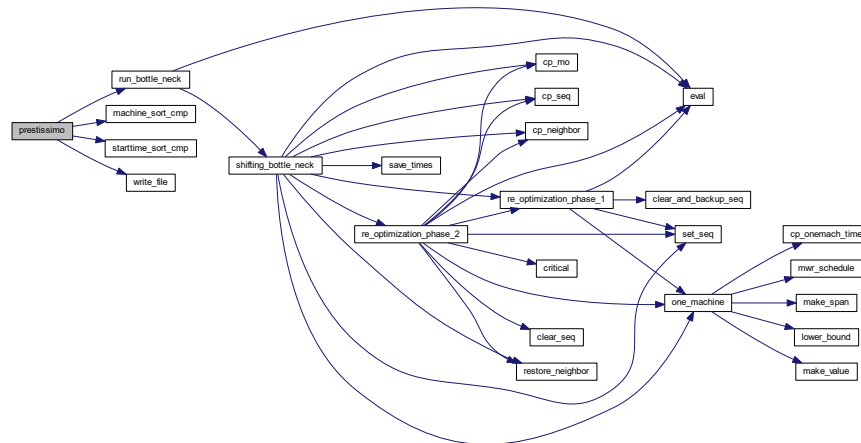 prestissimo
run_bottle_neck
machine_sort_cmp
starttime_sort_cmp
write_file
shifting_bottle_neck
save_times
re_optimization_phase_2
cp_mo
cp_seq
cp_neighbor
re_optimization_phase_1
critical
clear_seq
restore_neighbor
eval
clear_and_backup_seq
set_seq
one_machine
cp_onemach_time
mwr_schedule
make_span
lower_bound
make_value